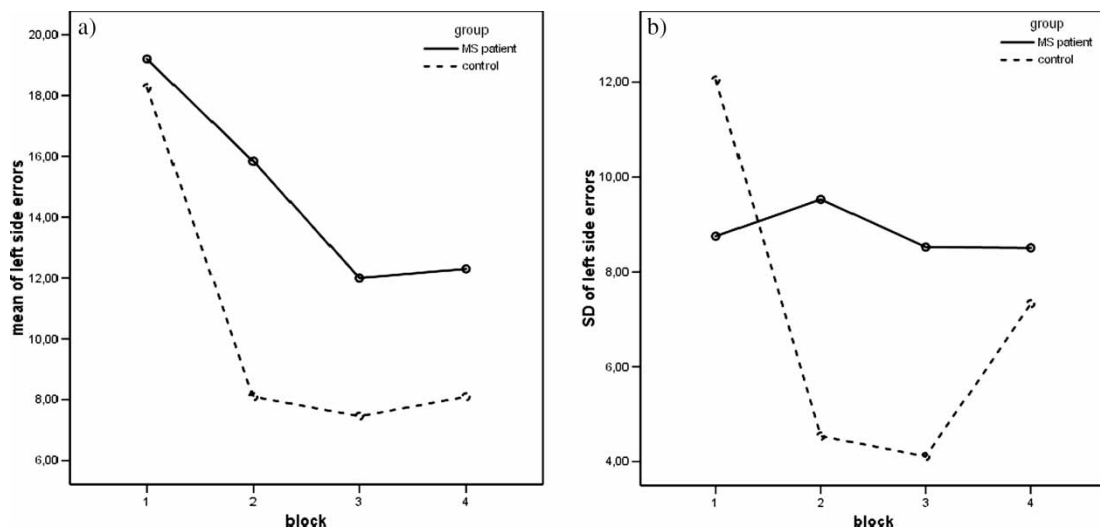 a)
group
MS patient
control
mean of left side errors
20,00
18,00
16,00
14,00
12,00
10,00
8,00
6,00
1 2 3 4
block
b)
group
MS patient
control
SD of left side errors
12,00
10,00
8,00
6,00
4,00
1 2 3 4
block